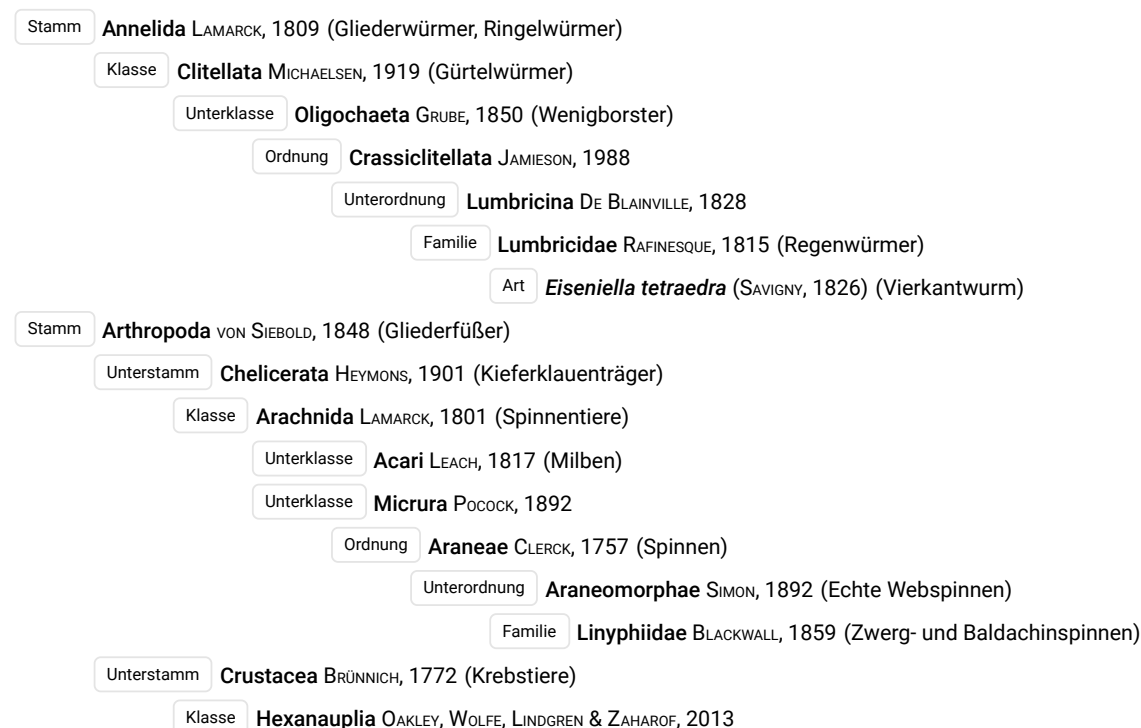 Stamm Annelida Lamarck, 1809 (Gliederwürmer, Ringelwürmer)
Klasse Clitellata Michaelsen, 1919 (Gürtelwürmer)
Unterklasse Oligochaeta Grube, 1850 (Wenigborster)
Ordnung Crassiclitellata Jamieson, 1988
Unterordnung Lumbricina De Blainville, 1828
Familie Lumbricidae Rafinesque, 1815 (Regenwürmer)
Art Eiseniella tetraedra (Savigny, 1826) (Vierkantwurm)
Stamm Arthropoda von Siebold, 1848 (Gliederfüßer)
Unterstamm Chelicerata Heymons, 1901 (Kieferklauenträger)
Klasse Arachnida Lamarck, 1801 (Spinnentiere)
Unterklasse Acari Leach, 1817 (Milben)
Unterklasse Micrura Pocock, 1892
Ordnung Araneae Clerck, 1757 (Spinnen)
Unterordnung Araneomorphae Simon, 1892 (Echte Webspinnen)
Familie Linyphiidae Blackwall, 1859 (Zwerg- und Baldachinspinnen)
Unterstamm Crustacea Brünnich, 1772 (Krebstiere)
Klasse Hexanauplia Oakley, Wolfe, Lindgren & Zaharof, 2013